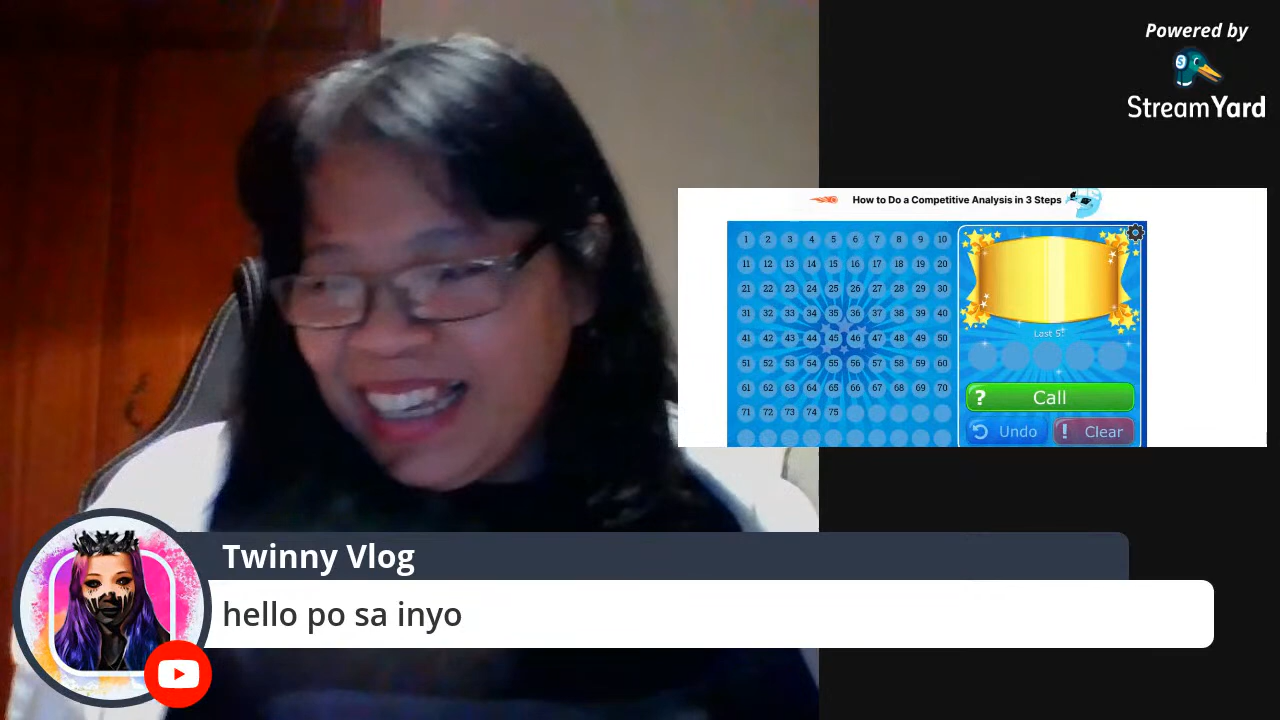 Powered by
StreamYard
How to Do a Competitive Analysis in 3 Steps
1 2 3 4 5 6 7 8 9 10
11 12 13 14 15 16 17 18 19 20
21 22 23 24 25 26 27 28 29 30
31 32 33 34 35 36 37 38 39 40
41 42 43 44 45 46 47 48 49 50
51 52 53 54 55 56 57 58 59 60
61 62 63 64 65 66 67 68 69 70
71 72 73 74 75
Last 5:
? Call
Undo ! Clear
Twinny Vlog
hello po sa inyo